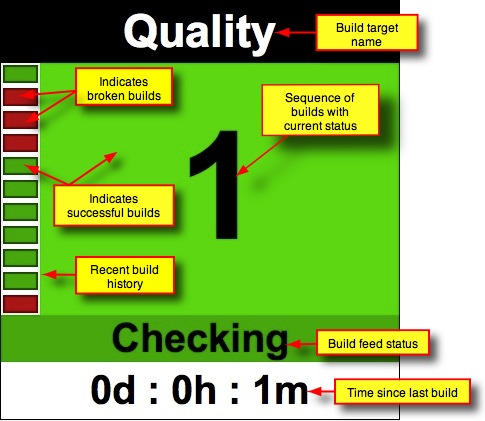 Quality
Build target
name
Indicates
broken builds
Sequence of
builds with
current status
1
Indicates
successful builds
Recent build
history
Checking
Build feed status
0d : 0h : 1m
Time since last build